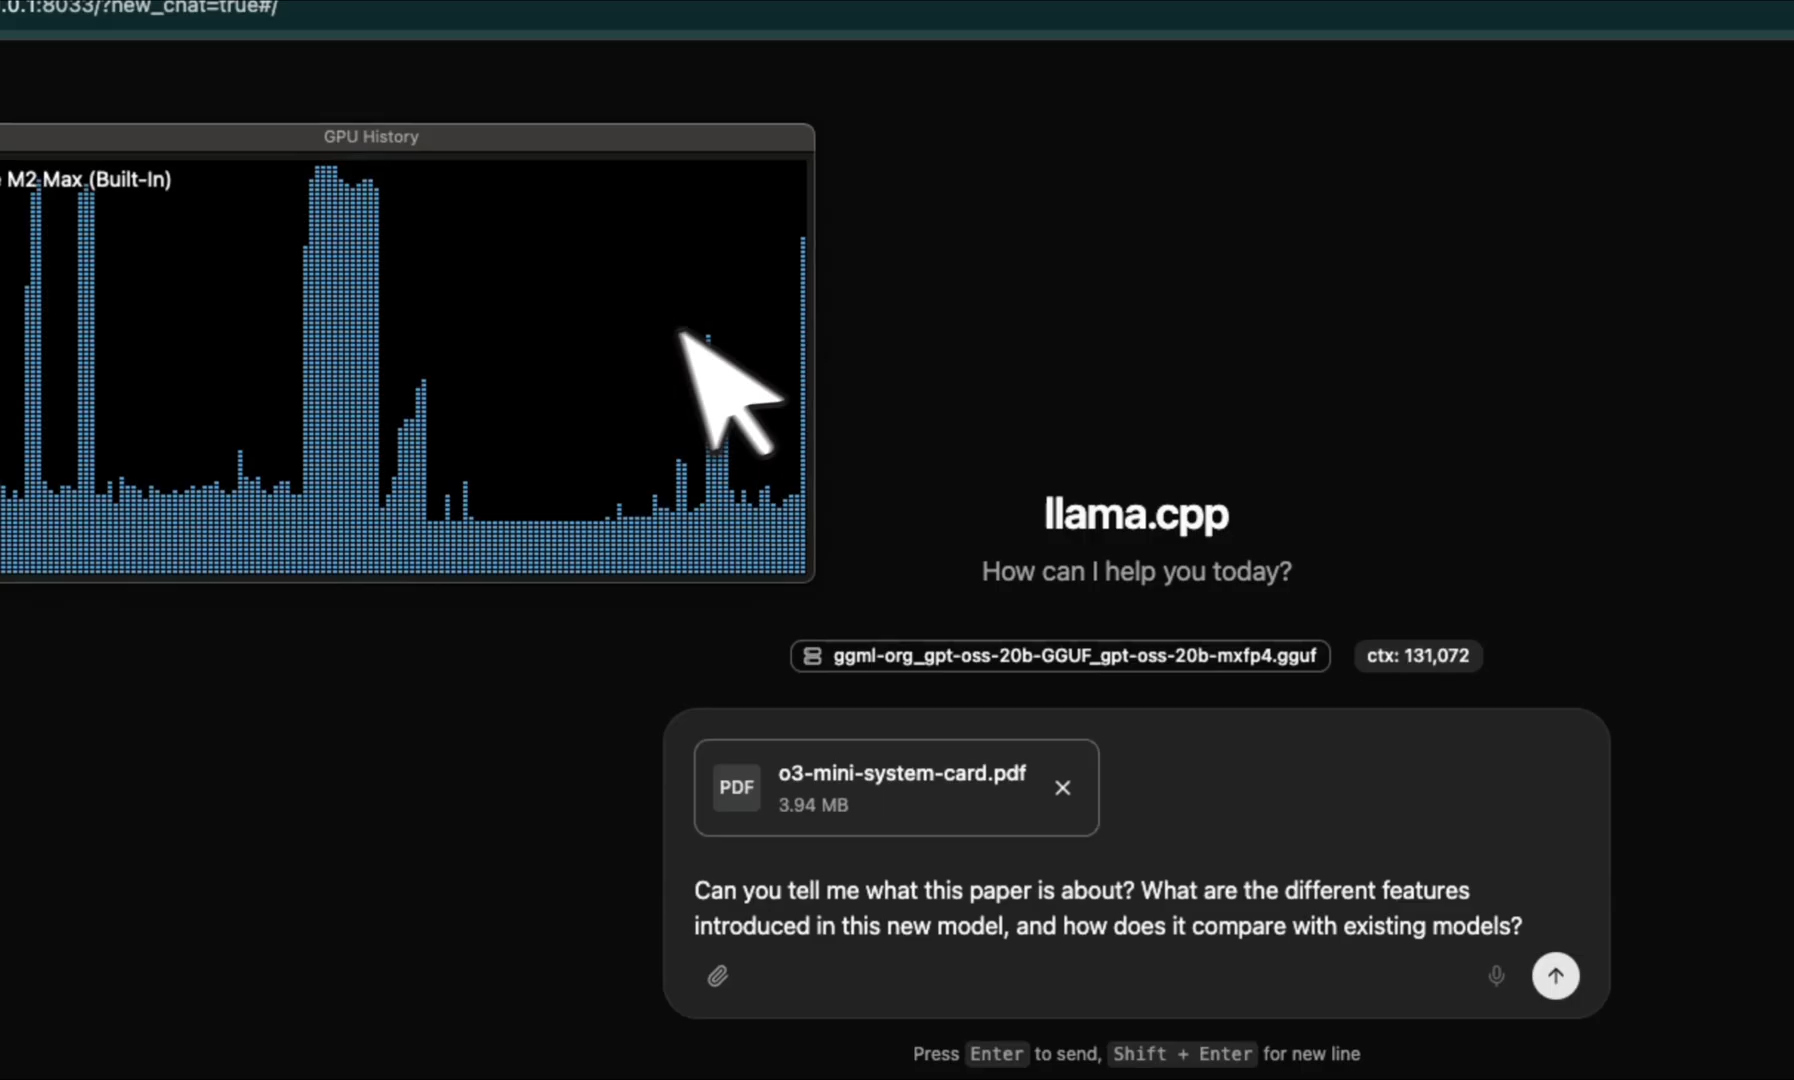 .0.1:8033/?new_chat=true#/
GPU History
M2 Max (Built-In)
llama.cpp
How can I help you today?
ggml-org_gpt-oss-20b-GGUF_gpt-oss-20b-mxfp4.gguf
ctx: 131,072
PDF
o3-mini-system-card.pdf
3.94 MB
Can you tell me what this paper is about? What are the different features
introduced in this new model, and how does it compare with existing models?
Press Enter to send, Shift + Enter for new line